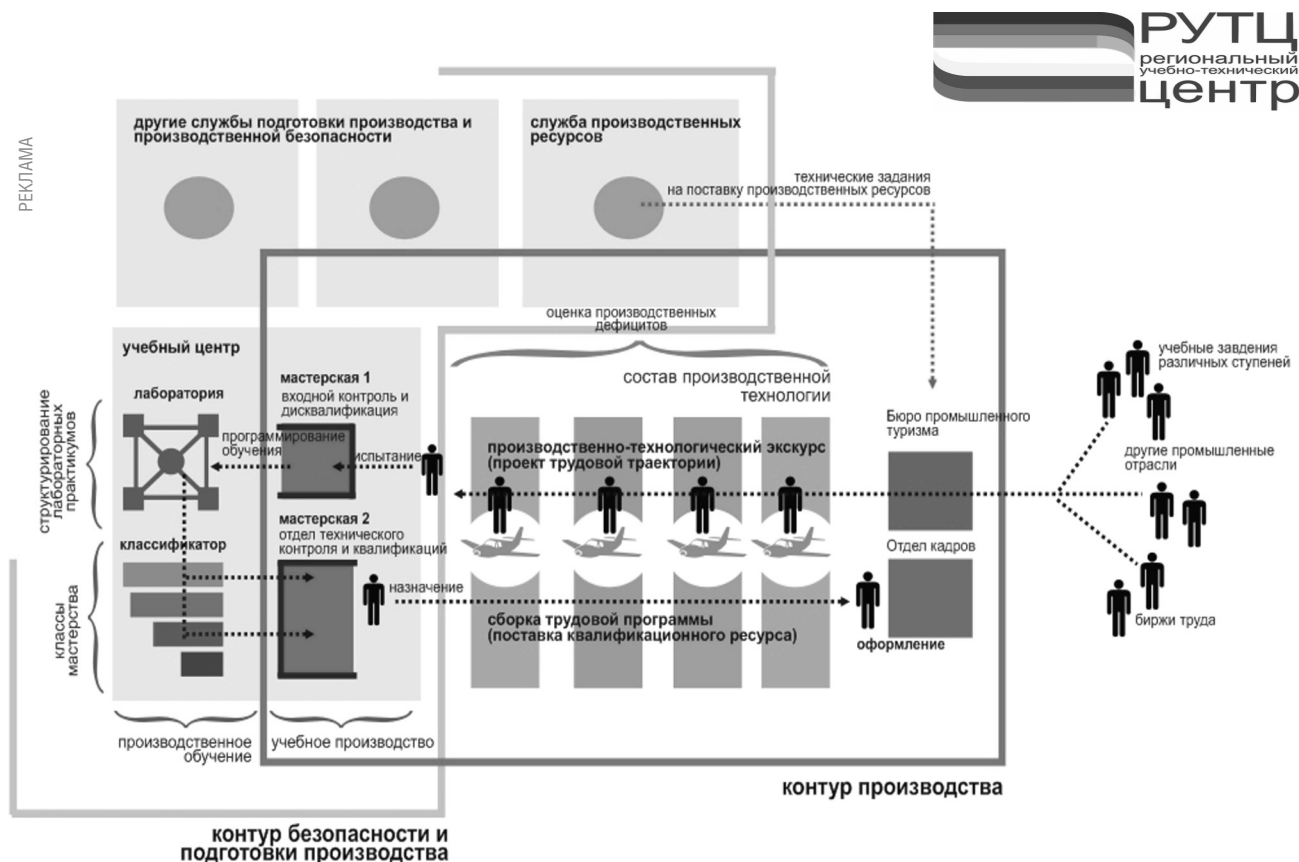 РУТЦ
региональный
учебно-технический
центр
РЕКЛАМА
другие службы подготовки производства и
производственной безопасности
служба производственных
ресурсов
технические задания
на поставку производственных ресурсов
оценка производственных
дефицитов
учебный центр
лаборатория
мастерская 1
входной контроль и
дисквалификация
состав производственной
технологии
учебные завдения
различных ступеней
структурирование
лабораторных
практикумов
программирование
обучения
испытание
производственно-технологический экскурс
(проект трудовой траектории)
Бюро промышленного
туризма
другие промышленные
отрасли
классификатор
мастерская 2
отдел технического
контроля и квалификаций
Отдел кадров
классы
мастерства
назначение
сборка трудовой программы
(поставка квалификационного ресурса)
оформление
биржи труда
производственное
обучение
учебное производство
контур производства
контур безопасности и
подготовки производства